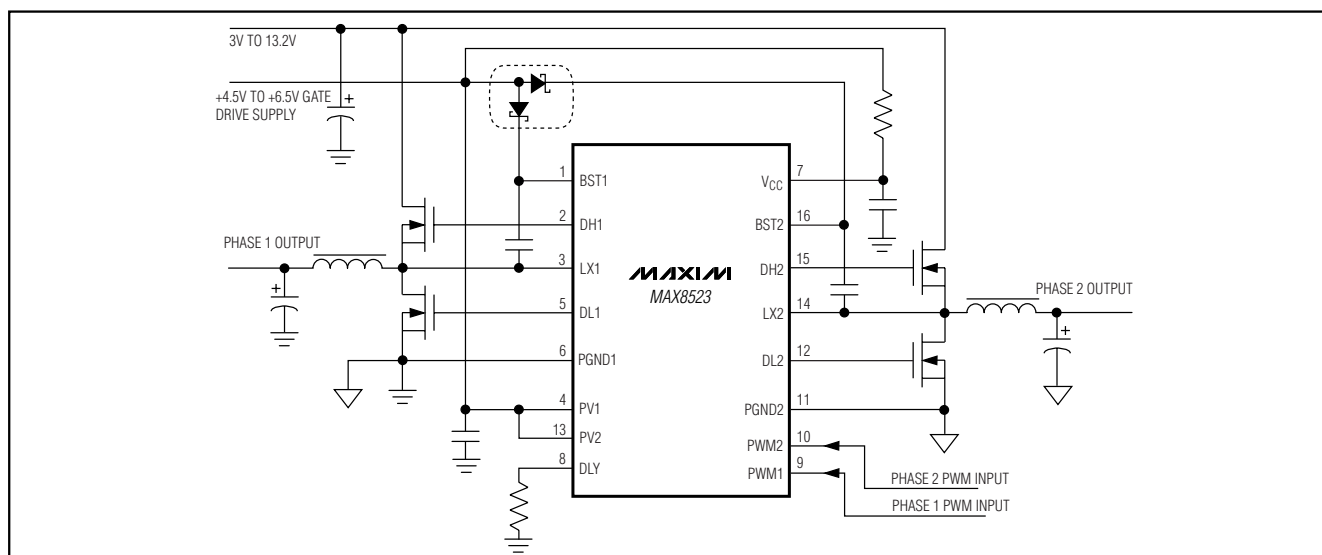 3V TO 13.2V
+4.5V TO +6.5V GATE
DRIVE SUPPLY
+
1 BST1
2 DH1
3 LX1
5 DL1
6 PGND1
4 PV1
13 PV2
8 DLY
PHASE 1 OUTPUT
+
MAXIM
MAX8523
VCC 7
BST2 16
DH2 15
LX2 14
DL2 12
PGND2 11
PWM2 10
PWM1 9
PHASE 2 OUTPUT
+
PHASE 2 PWM INPUT
PHASE 1 PWM INPUT